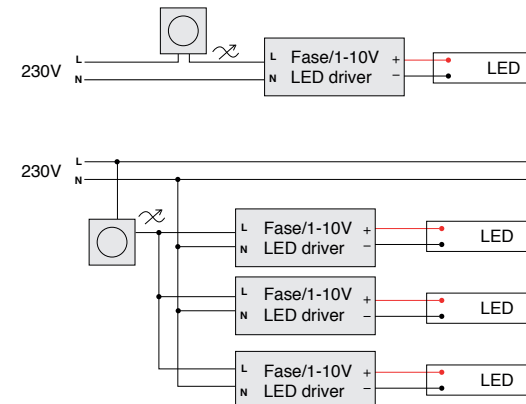 L
230V
N
L Fase/1-10V +
N LED driver –
LED
L
230V
N
L Fase/1-10V +
N LED driver –
LED
L Fase/1-10V +
N LED driver –
LED
L Fase/1-10V +
N LED driver –
LED